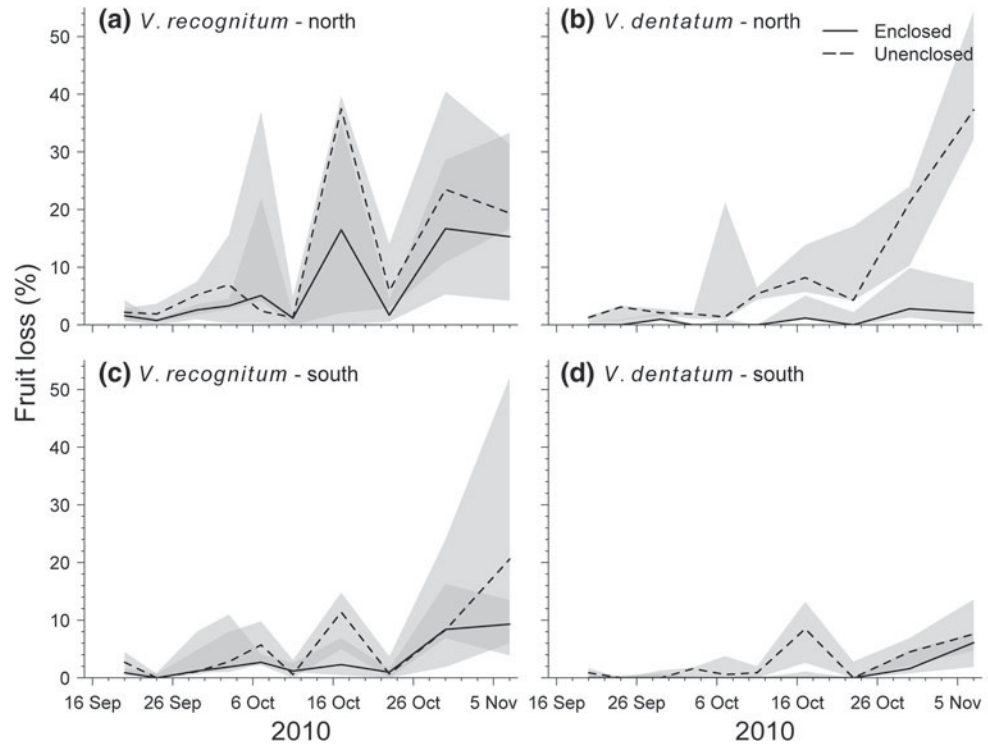 (a) V. recognitum - north
(b) V. dentatum - north
Enclosed
Unenclosed
50
40
30
20
10
0
(c) V. recognitum - south
(d) V. dentatum - south
50
40
30
20
10
0
Fruit loss (%)
16 Sep 26 Sep 6 Oct 16 Oct 26 Oct 5 Nov
16 Sep 26 Sep 6 Oct 16 Oct 26 Oct 5 Nov
2010
2010